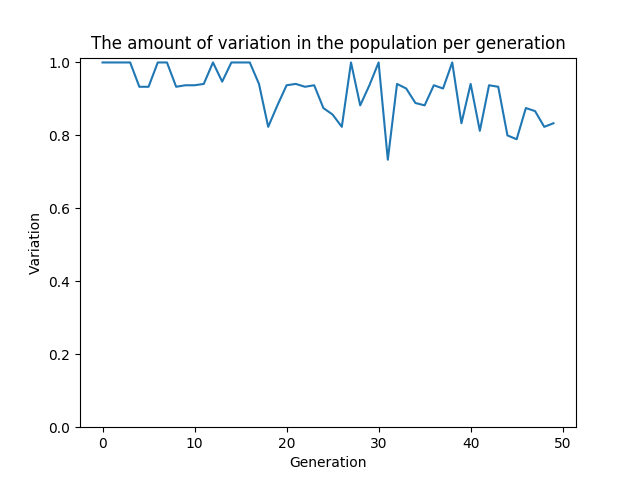 The amount of variation in the population per generation
1.0
0.8
0.6
0.4
0.2
0.0
Variation
0 10 20 30 40 50
Generation